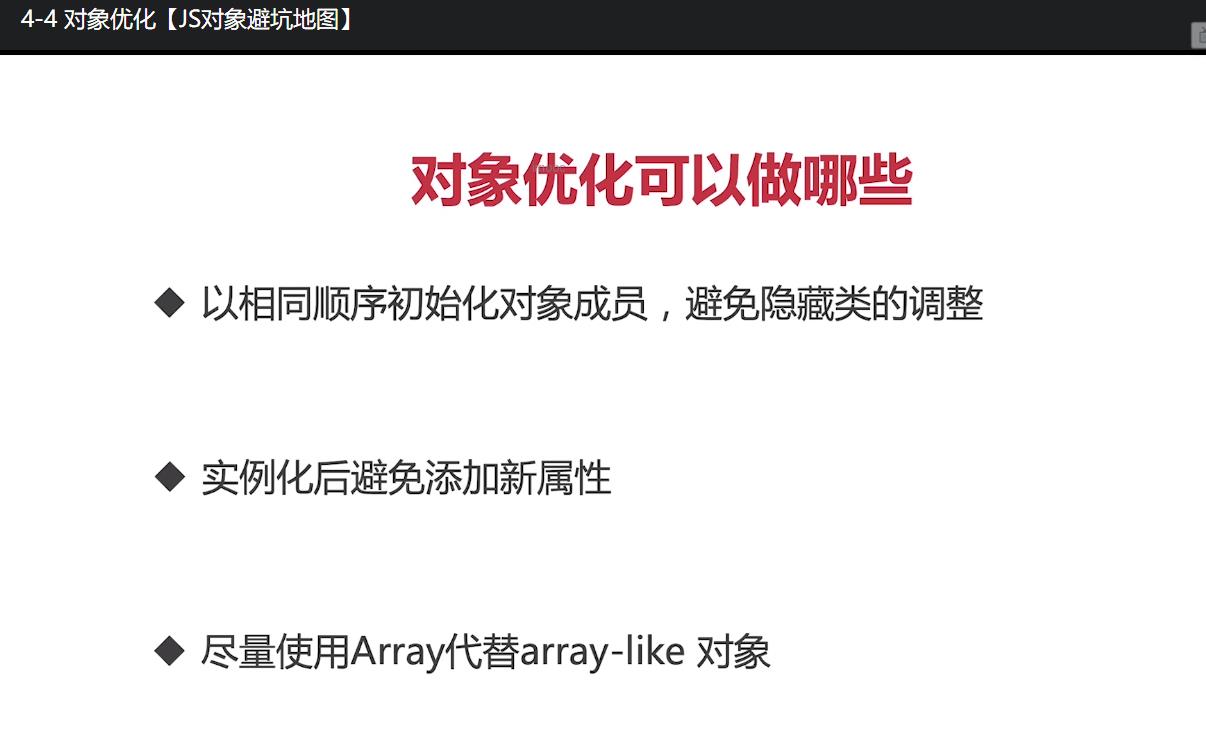 4-4 对象优化【JS对象避坑地图】
对象优化可以做哪些
◆ 以相同顺序初始化对象成员，避免隐藏类的调整
◆ 实例化后避免添加新属性
◆ 尽量使用Array代替array-like 对象